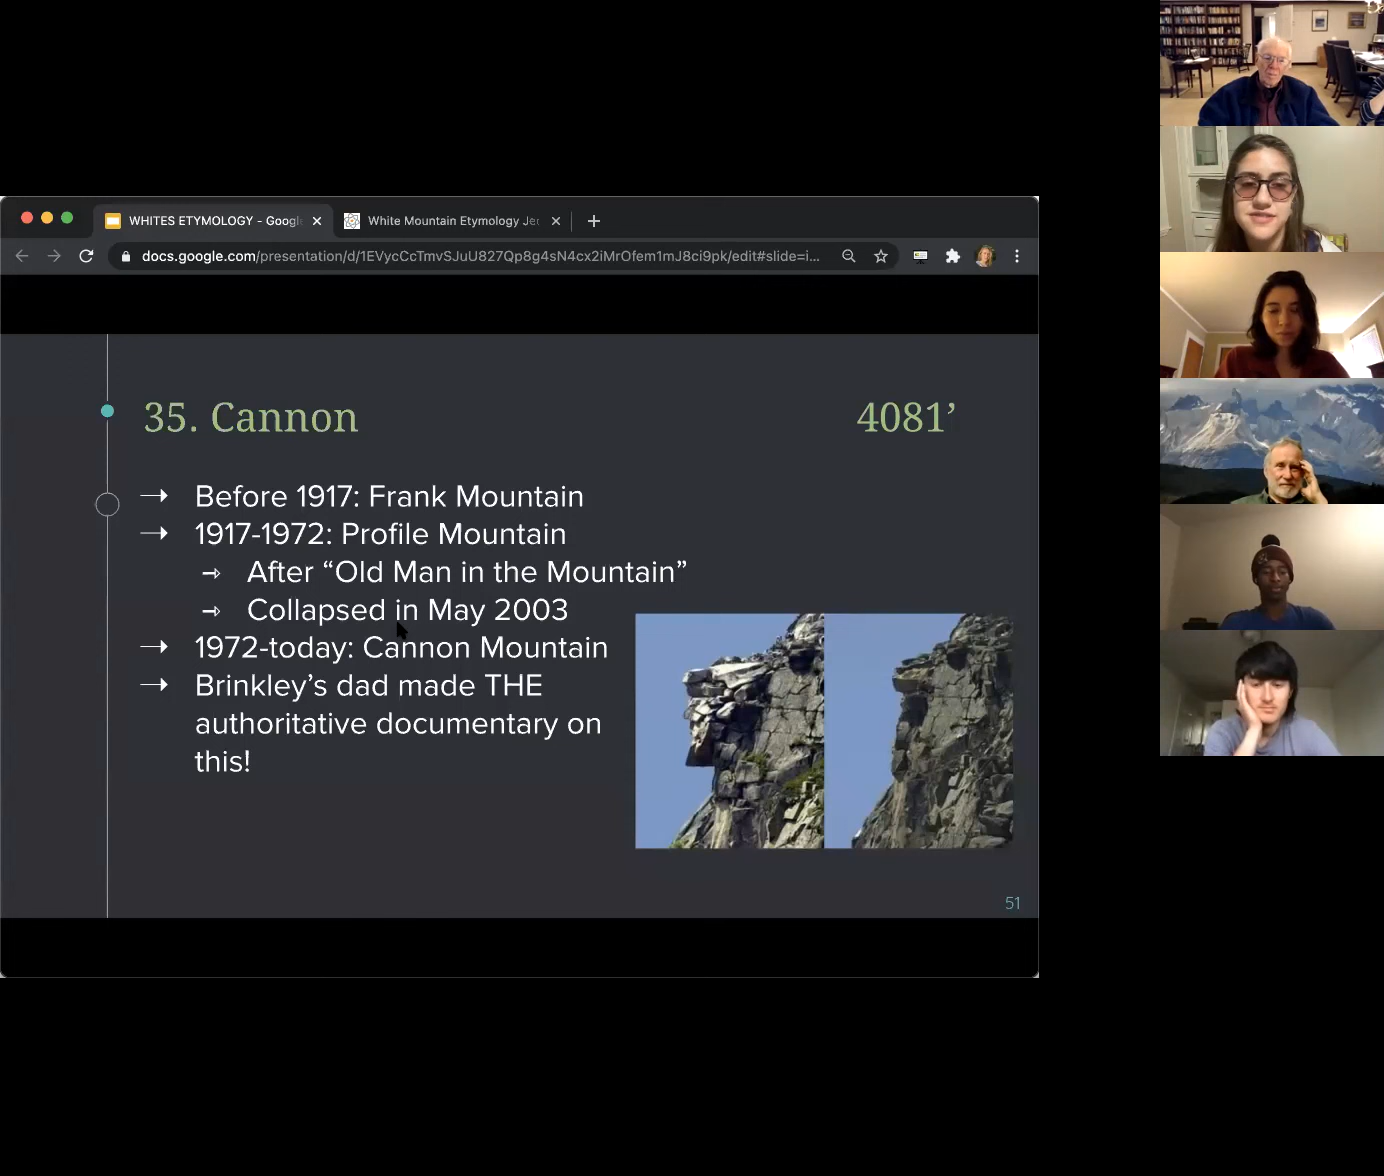 WHITES ETYMOLOGY - Googl
White Mountain Etymology Jeo
docs.google.com/presentation/d/1EVycCcTmvSJuU827Qp8g4sN4cx2iMrOfem1mJ8ci9pk/edit#slide=i...
35. Cannon
4081’
Before 1917: Frank Mountain
1917-1972: Profile Mountain
After “Old Man in the Mountain”
Collapsed in May 2003
1972-today: Cannon Mountain
Brinkley’s dad made THE
authoritative documentary on
this!
51